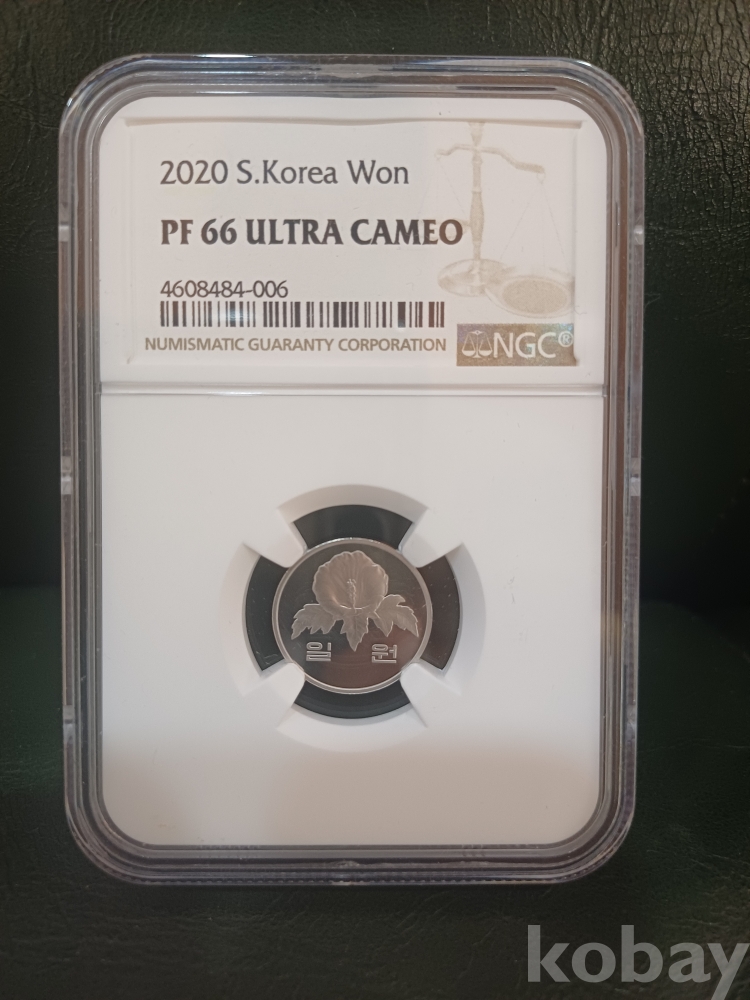 2020 S.Korea Won
PF 66 ULTRA CAMEO
4608484-006
NUMISMATIC GUARANTY CORPORATION
NGC®
일 원
kobay